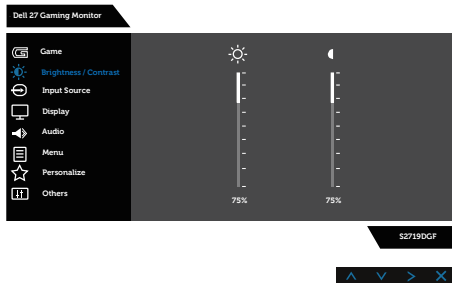 Dell 27 Gaming Monitor
Game
Brightness / Contrast
Input Source
Display
Audio
Menu
Personalize
Others
75% 75%
S2719DGF